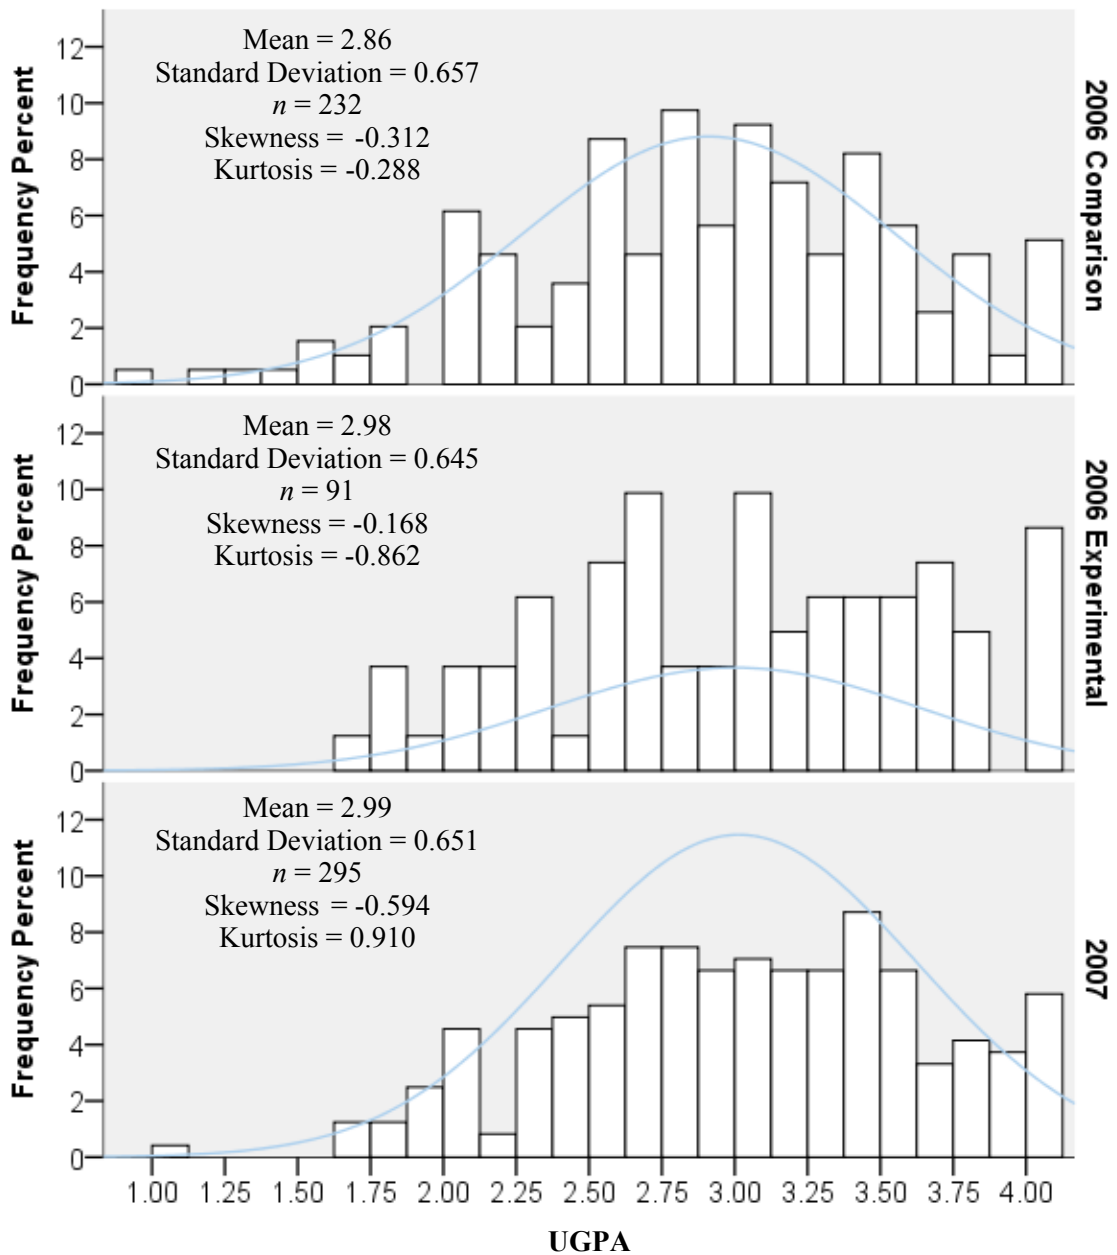 Mean = 2.86
Standard Deviation = 0.657
n = 232
Skewness = -0.312
Kurtosis = -0.288
12
10
8
6
4
2
0
Frequency Percent
2006 Comparison
Mean = 2.98
Standard Deviation = 0.645
n = 91
Skewness = -0.168
Kurtosis = -0.862
12
10
8
6
4
2
0
Frequency Percent
2006 Experimental
Mean = 2.99
Standard Deviation = 0.651
n = 295
Skewness = -0.594
Kurtosis = 0.910
12
10
8
6
4
2
0
Frequency Percent
2007
1.00 1.25 1.50 1.75 2.00 2.25 2.50 2.75 3.00 3.25 3.50 3.75 4.00
UGPA